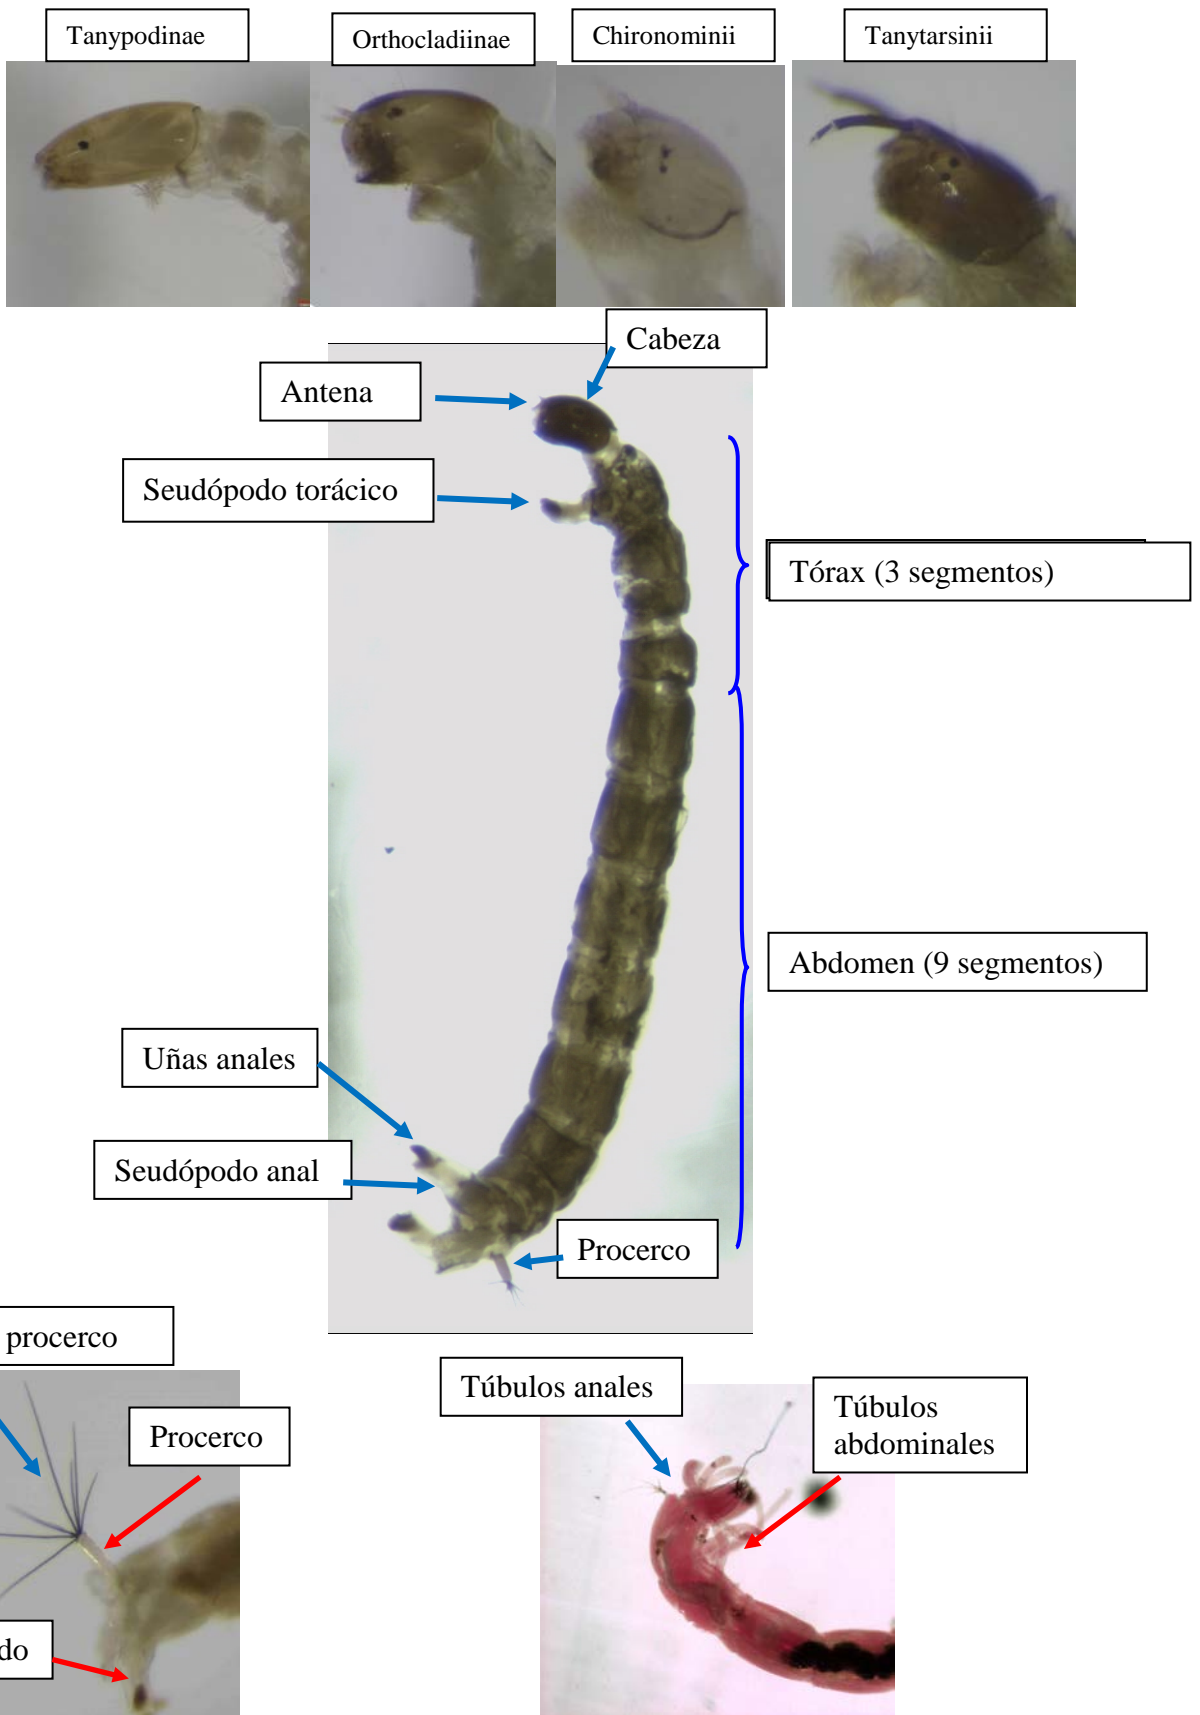 Tanypodinae
Orthocladiinae
Chironominii
Tanytarsinii
Cabeza
Antena
Seudópodo torácico
Tórax (3 segmentos)
Abdomen (9 segmentos)
Uñas anales
Seudópodo anal
Procerco
procerco
Procerco
do
Túbulos anales
Túbulos
abdominales